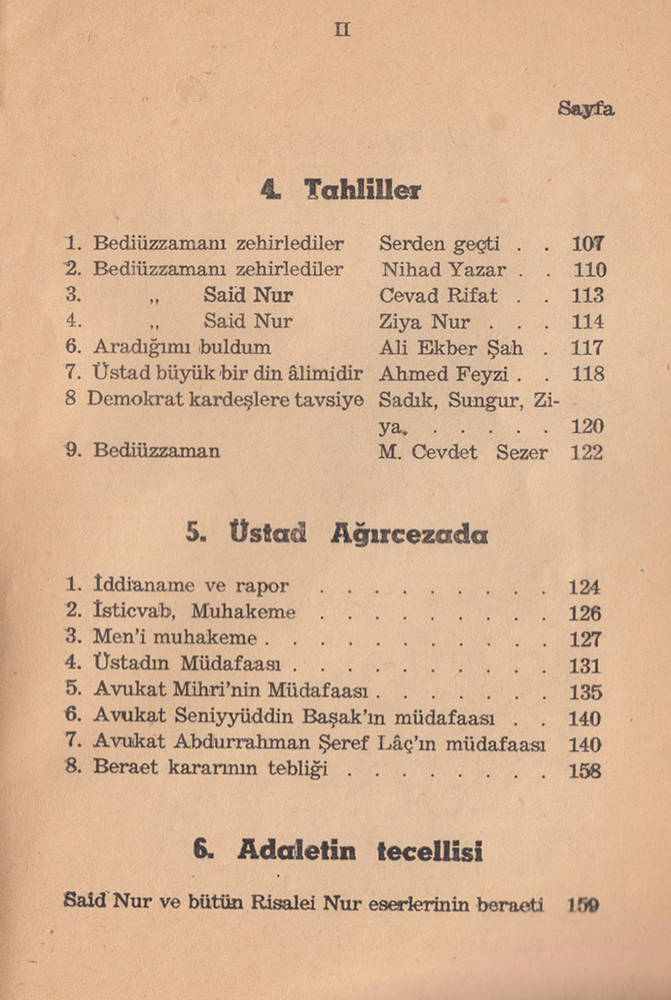 II
Sayfa
4. Tahliller
1. Bediüzzamanı zehirlediler Serden geçti . . 107
2. Bediüzzamanı zehirlediler Nihad Yazar . . 110
3. ,, Said Nur Cevad Rifat . . 113
4. ,, Said Nur Ziya Nur . . . 114
6. Aradığımı buldum Ali Ekber Şah . 117
7. Üstad büyük bir din âlimidir Ahmed Feyzi . . 118
8 Demokrat kardeşlere tavsiye Sadık, Sungur, Zi-
ya. . . . . . 120
9. Bediüzzaman M. Cevdet Sezer 122
5. Üstad Ağırcezada
1. İddianame ve rapor . . . . . . . . . 124
2. İsticvab, Muhakeme . . . . . . . . . 126
3. Men'i muhakeme . . . . . . . . . . . 127
4. Üstadın Müdafaası . . . . . . . . . . 131
5. Avukat Mihri'nin Müdafaası . . . . . . . 135
6. Avukat Seniyyüddin Başak'ın müdafaası . . 140
7. Avukat Abdurrahman Şeref Lâç'ın müdafaası 140
8. Beraet kararının tebliği . . . . . . . . 158
6. Adaletin tecellisi
Said Nur ve bütün Risalei Nur eserlerinin beraeti 159